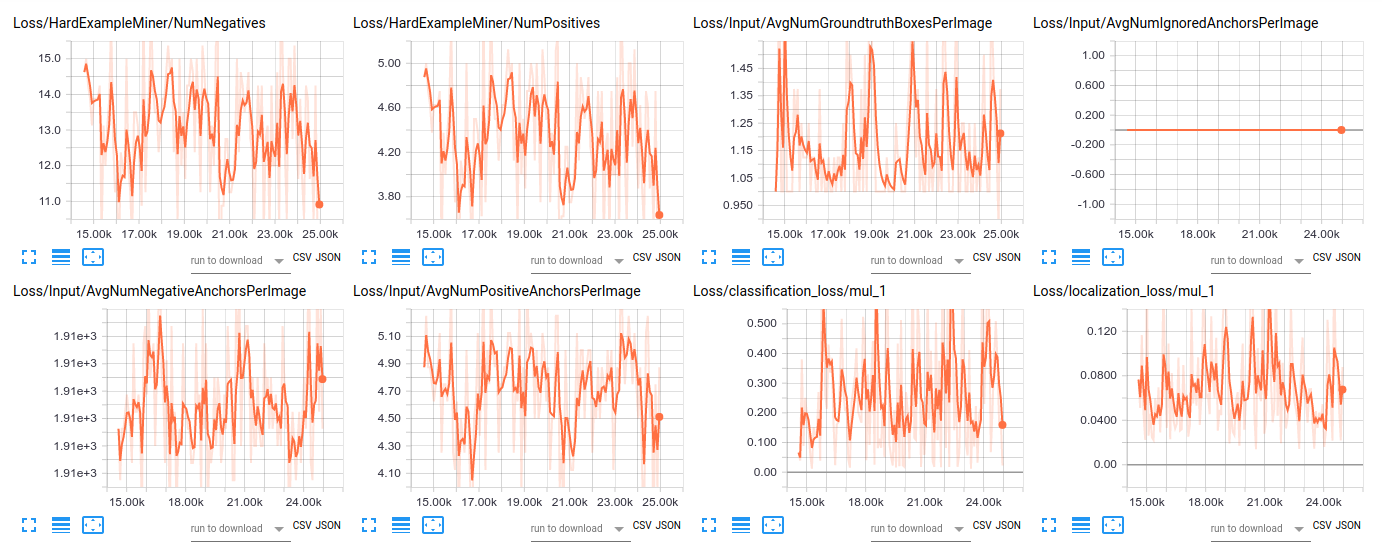 Loss/HardExampleMiner/NumNegatives
15.0
14.0
13.0
12.0
11.0
15.00k 17.00k 19.00k 21.00k 23.00k 25.00k
run to download CSV JSON
Loss/HardExampleMiner/NumPositives
5.00
4.60
4.20
3.80
15.00k 17.00k 19.00k 21.00k 23.00k 25.00k
run to download CSV JSON
Loss/Input/AvgNumGroundtruthBoxesPerImage
1.45
1.35
1.25
1.15
1.05
0.950
15.00k 17.00k 19.00k 21.00k 23.00k 25.00k
run to download CSV JSON
Loss/Input/AvgNumIgnoredAnchorsPerImage
1.00
0.600
0.200
-0.200
-0.600
-1.00
15.00k 18.00k 21.00k 24.00k
run to download CSV JSON
Loss/Input/AvgNumNegativeAnchorsPerImage
1.91e+3
1.91e+3
1.91e+3
1.91e+3
1.91e+3
1.91e+3
15.00k 18.00k 21.00k 24.00k
run to download CSV JSON
Loss/Input/AvgNumPositiveAnchorsPerImage
5.10
4.90
4.70
4.50
4.30
4.10
15.00k 17.00k 19.00k 21.00k 23.00k 25.00k
run to download CSV JSON
Loss/classification_loss/mul_1
0.500
0.400
0.300
0.200
0.100
0.00
15.00k 18.00k 21.00k 24.00k
run to download CSV JSON
Loss/localization_loss/mul_1
0.120
0.0800
0.0400
0.00
15.00k 18.00k 21.00k 24.00k
run to download CSV JSON